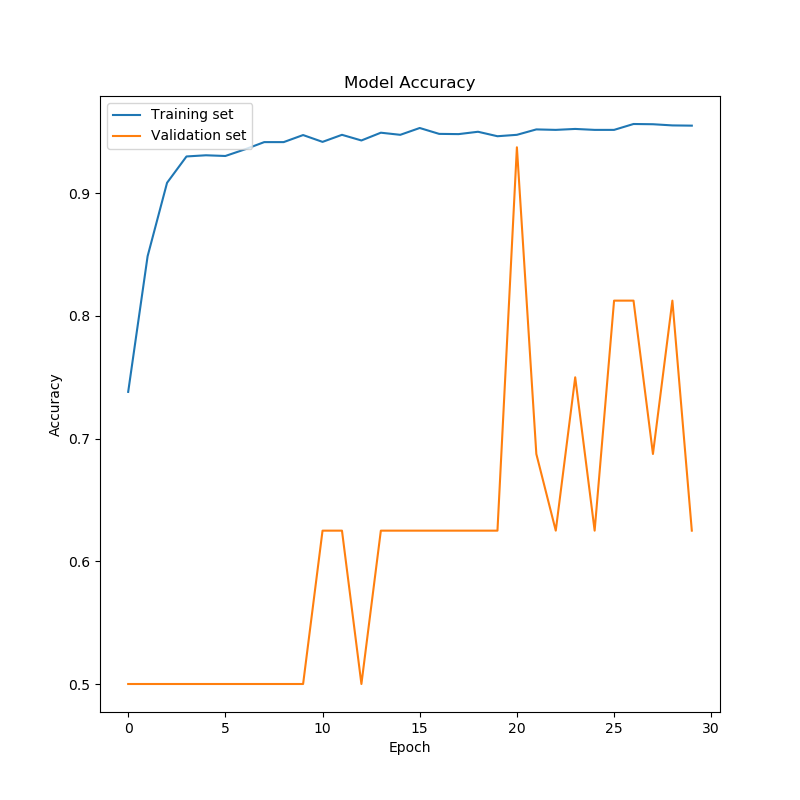 Model Accuracy
Training set
Validation set
Accuracy
0.9
0.8
0.7
0.6
0.5
0 5 10 15 20 25 30
Epoch